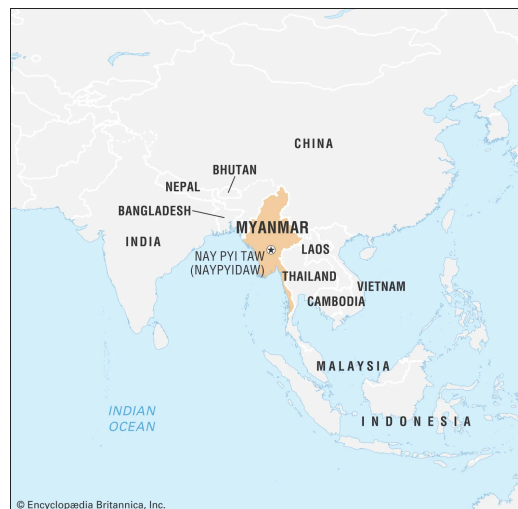 CHINA
BHUTAN
NEPAL
BANGLADESH
MYANMAR
INDIA
LAOS
NAY PYI TAW
(NAYPYIDAW)
THAILAND
VIETNAM
CAMBODIA
MALAYSIA
INDIAN
OCEAN
INDONESIA
© Encyclopædia Britannica, Inc.